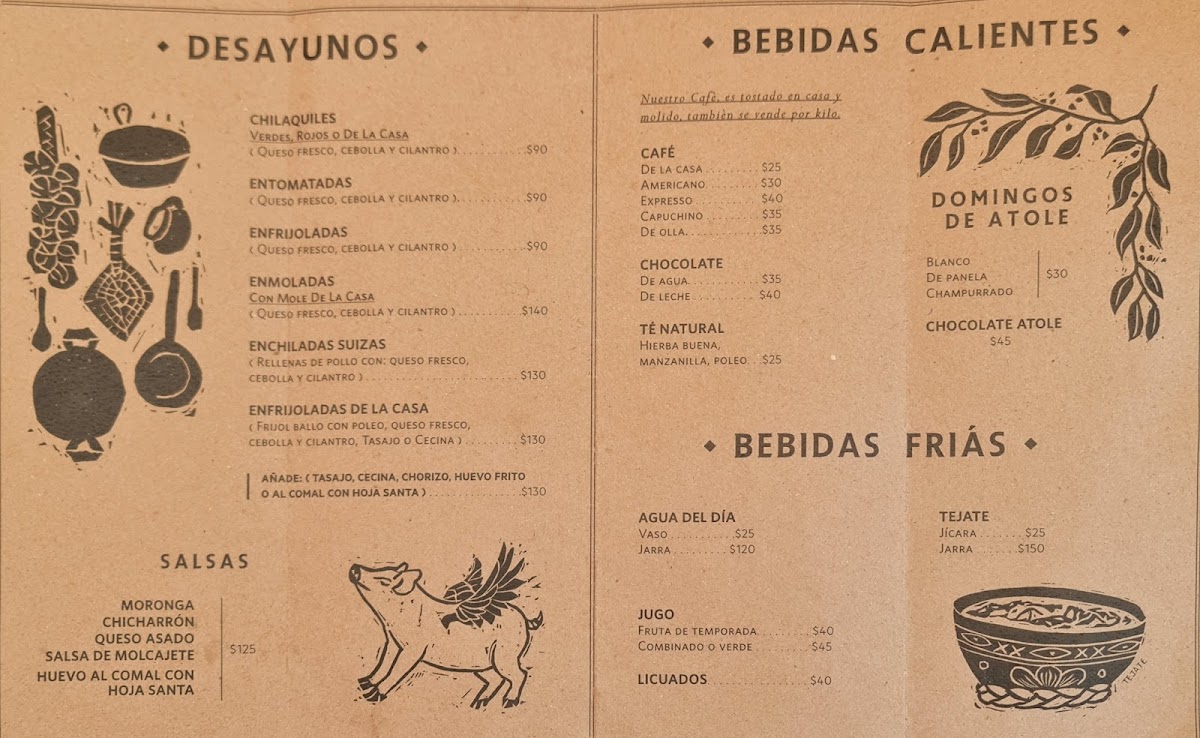 DESAYUNOS
CHILAQUILES
VERDES, ROJOS O DE LA CASA
( QUESO FRESCO, CEBOLLA Y CILANTRO ). . . . . . . . . . . .$90
ENTOMATADAS
( QUESO FRESCO, CEBOLLA Y CILANTRO ). . . . . . . . . . . .$90
ENFRIJOLADAS
( QUESO FRESCO, CEBOLLA Y CILANTRO ) . . . . . . . . . . . .$90
ENMOLADAS
CON MOLE DE LA CASA
( QUESO FRESCO, CEBOLLA Y CILANTRO ) . . . . . . . . . . . $140
ENCHILADAS SUIZAS
( RELLENAS DE POLLO CON: QUESO FRESCO,
CEBOLLA Y CILANTRO ) . . . . . . . . . . . . . . . . . . . . . . . $130
ENFRIJOLADAS DE LA CASA
( FRIJOL BALLO CON POLEO, QUESO FRESCO,
CEBOLLA Y CILANTRO, TASAJO O CECINA ) . . . . . . . . . $130
AÑADE: ( TASAJO, CECINA, CHORIZO, HUEVO FRITO
O AL COMAL CON HOJA SANTA ) . . . . . . . . . . . . . . . $130
SALSAS
MORONGA
CHICHARRÓN
QUESO ASADO
SALSA DE MOLCAJETE
HUEVO AL COMAL CON
HOJA SANTA
$125
BEBIDAS CALIENTES
Nuestro Café, es tostado en casa y
molido, también se vende por kilo.
CAFÉ
DE LA CASA . . . . . . . . . $25
AMERICANO. . . . . . . . . $30
EXPRESSO . . . . . . . . . . $40
CAPUCHINO . . . . . . . . . $35
DE OLLA. . . . . . . . . . . . $35
CHOCOLATE
DE AGUA. . . . . . . . . . . $35
DE LECHE . . . . . . . . . . $40
TÉ NATURAL
HIERBA BUENA,
MANZANILLA, POLEO. . . $25
DOMINGOS
DE ATOLE
BLANCO
DE PANELA
CHAMPURRADO
$30
CHOCOLATE ATOLE
$45
BEBIDAS FRIÁS
AGUA DEL DÍA
VASO . . . . . . . . . . .$25
JARRA . . . . . . . . . $120
TEJATE
JÍCARA . . . . . . .$25
JARRA . . . . . .$150
JUGO
FRUTA DE TEMPORADA. . . . . . . . . $40
COMBINADO O VERDE . . . . . . . . . $45
LICUADOS. . . . . . . . . . . . . . . . . $40
TEJATE